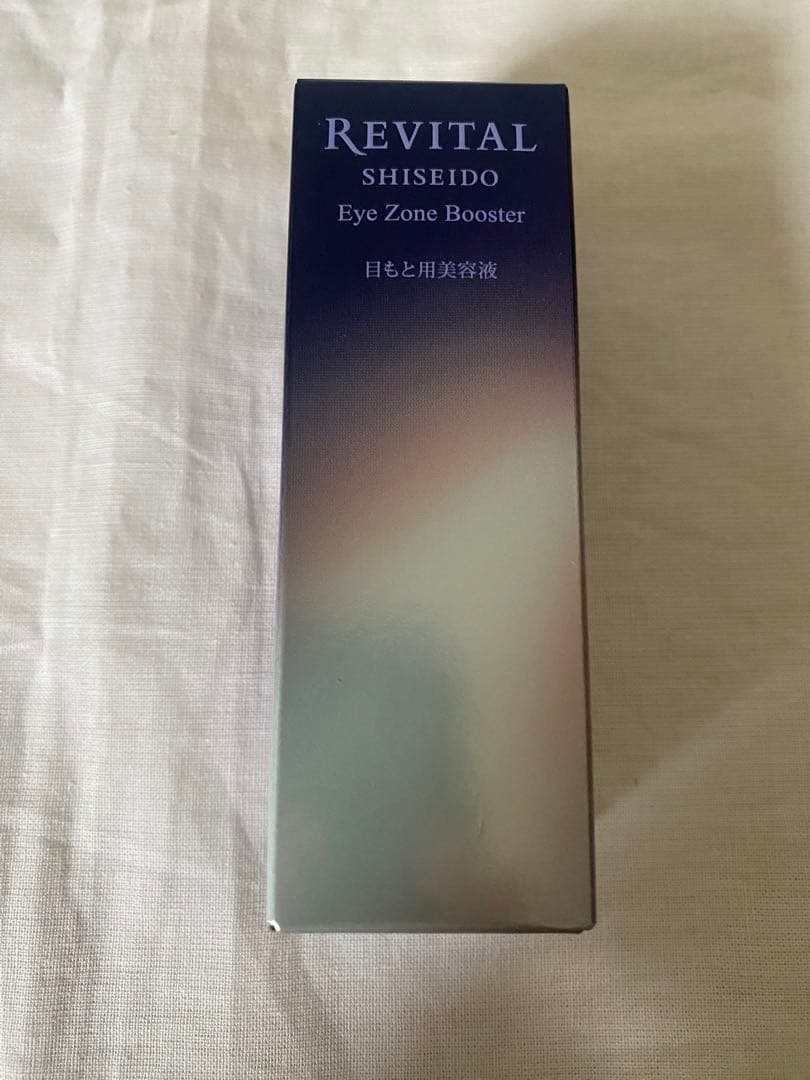 REVITAL
SHISEIDO
Eye Zone Booster
目もと用美容液